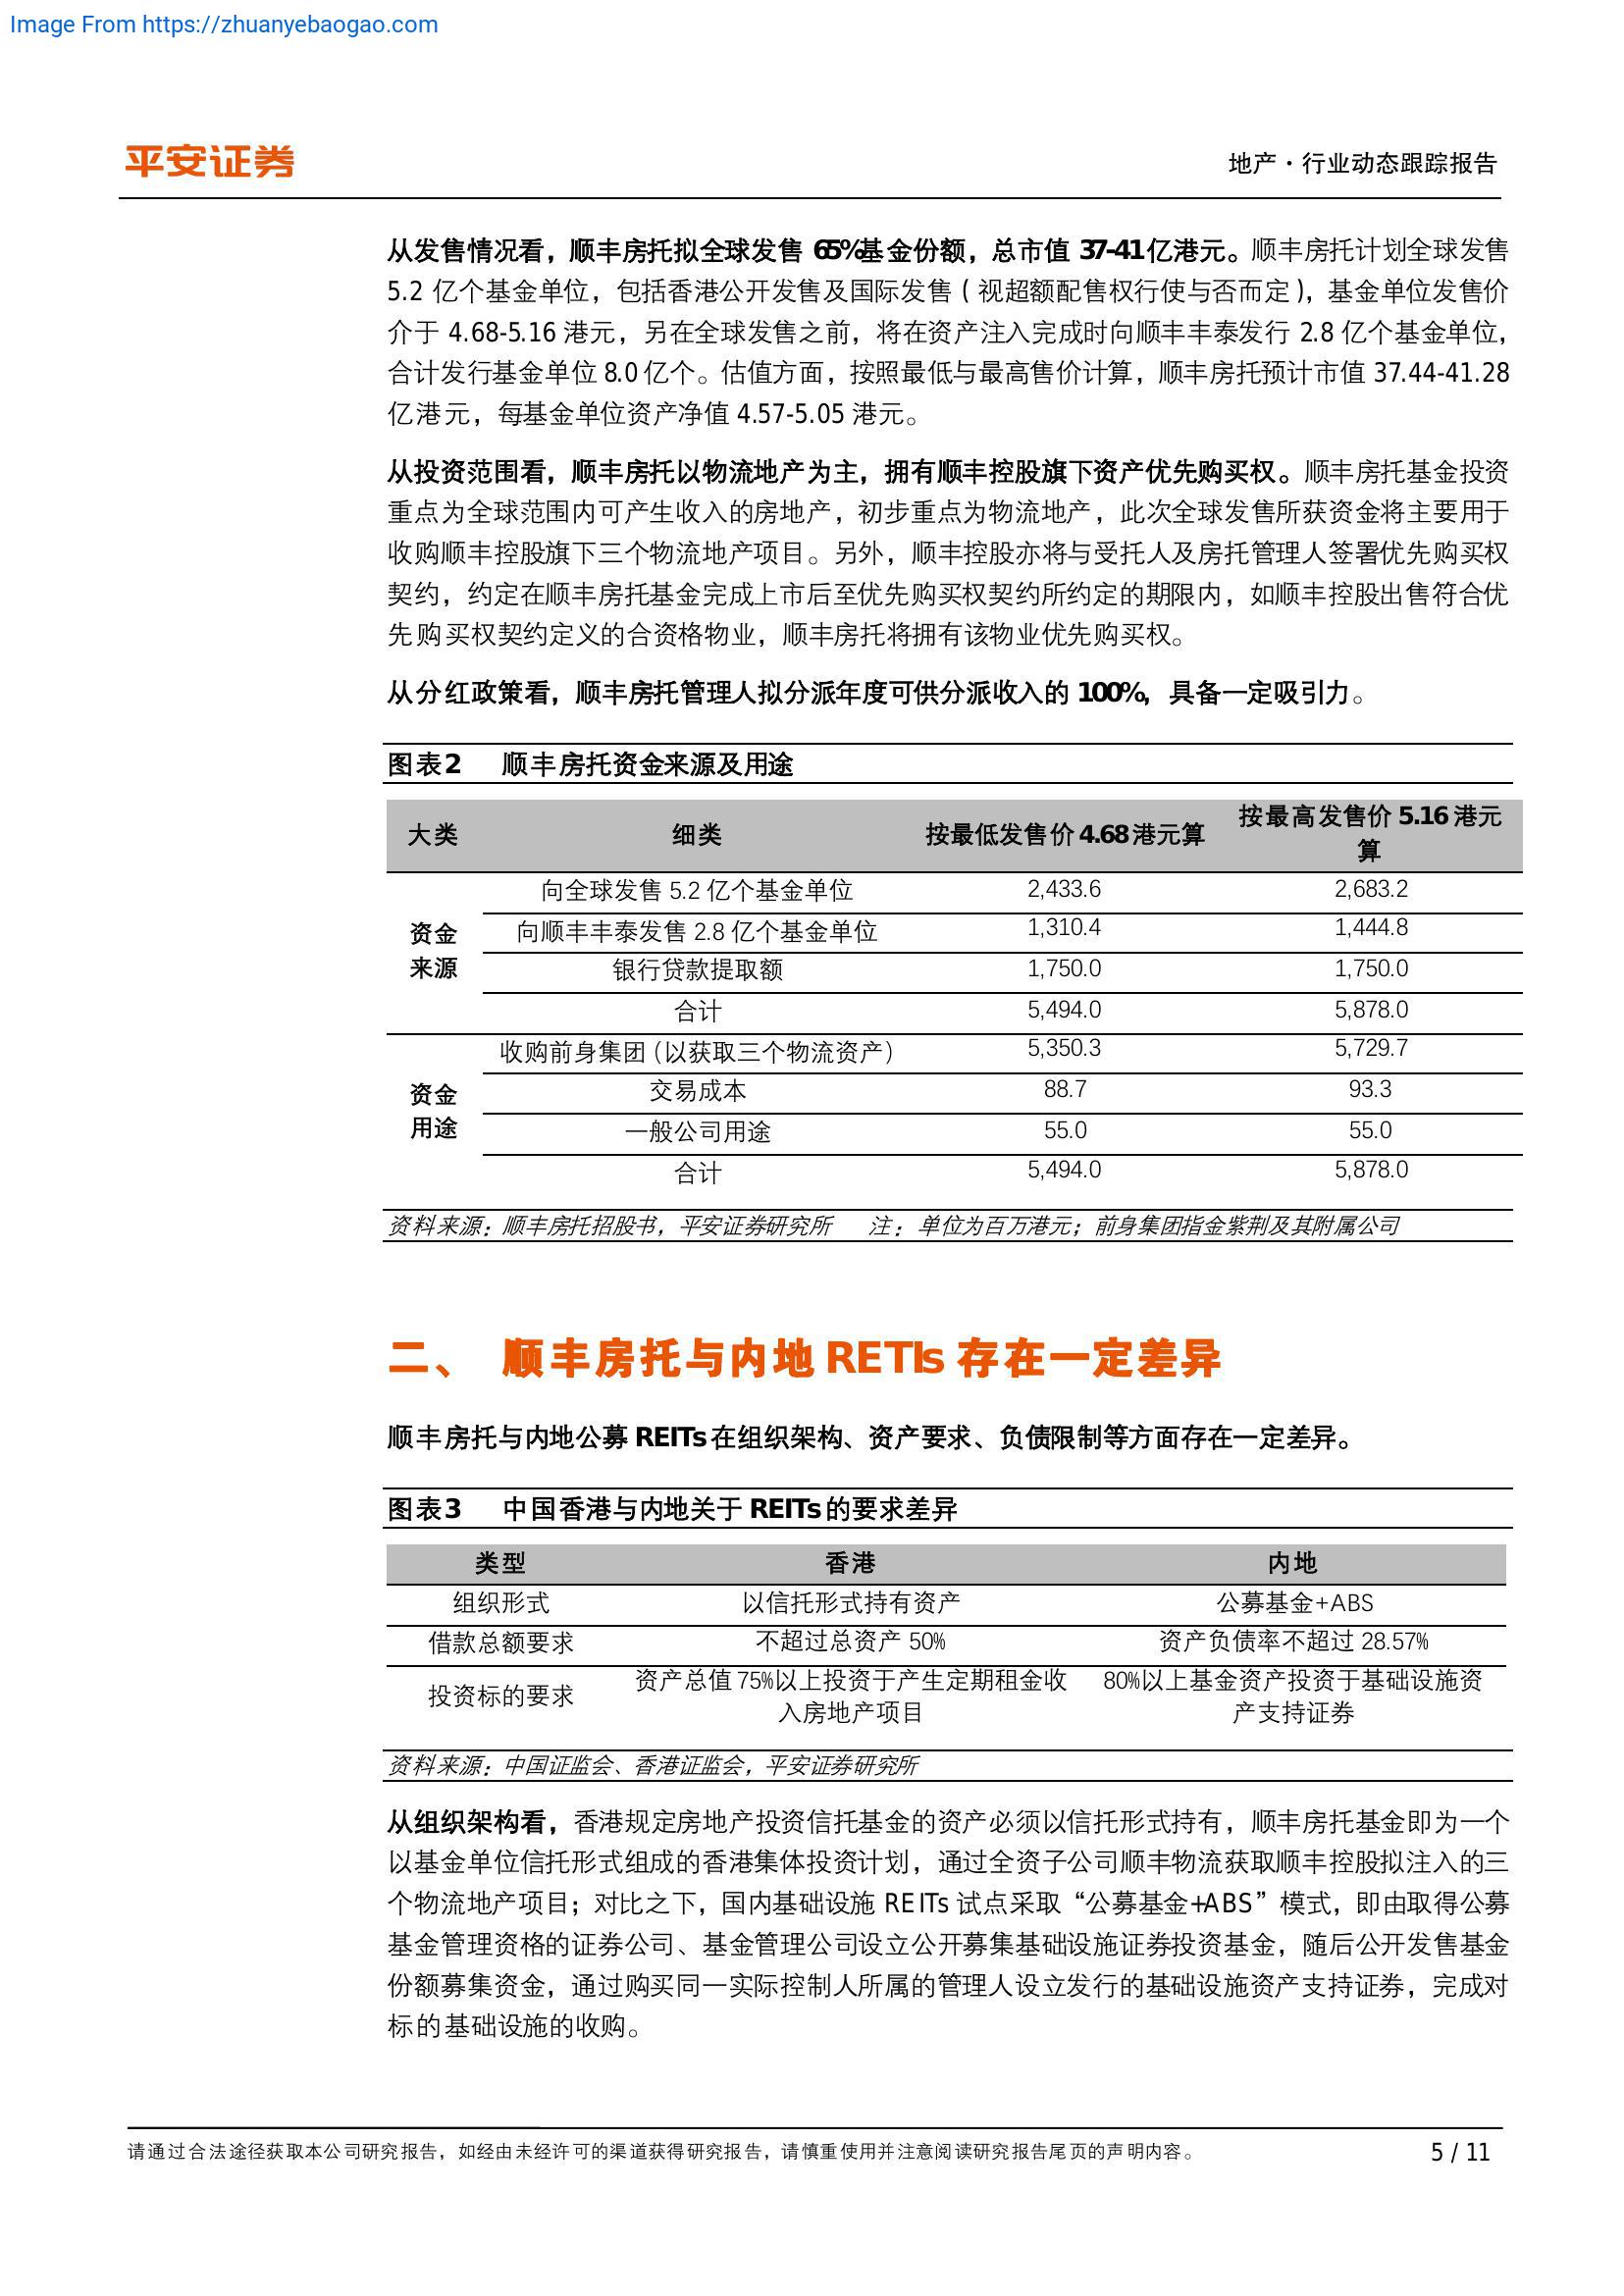 Image From https://zhuanyebaogao.com
平安证券
地产·行业动态跟踪报告
从发售情况看，顺丰房托拟全球发售 65%基金份额，总市值 37-41 亿港元。顺丰房托计划全球发售
5.2 亿个基金单位，包括香港公开发售及国际发售（视超额配售权行使与否而定），基金单位发售价
介于 4.68-5.16 港元，另在全球发售之前，将在资产注入完成时向顺丰丰泰发行 2.8 亿个基金单位，
合计发行基金单位 8.0 亿个。估值方面，按照最低与最高售价计算，顺丰房托预计市值 37.44-41.28
亿港元，每基金单位资产净值 4.57-5.05 港元。
从投资范围看，顺丰房托以物流地产为主，拥有顺丰控股旗下资产优先购买权。顺丰房托基金投资
重点为全球范围内可产生收入的房地产，初步重点为物流地产，此次全球发售所获资金将主要用于
收购顺丰控股旗下三个物流地产项目。另外，顺丰控股亦将与受托人及房托管理人签署优先购买权
契约，约定在顺丰房托基金完成上市后至优先购买权契约所约定的期限内，如顺丰控股出售符合优
先购买权契约定义的合资格物业，顺丰房托将拥有该物业优先购买权。
从分红政策看，顺丰房托管理人拟分派年度可供分派收入的 100%，具备一定吸引力。
图表2 顺丰房托资金来源及用途
大类 细类 按最低发售价 4.68 港元算 按最高发售价 5.16 港元
算
向全球发售 5.2 亿个基金单位 2,433.6 2,683.2
资金
来源
向顺丰丰泰发售 2.8 亿个基金单位 1,310.4 1,444.8
银行贷款提取额 1,750.0 1,750.0
合计 5,494.0 5,878.0
收购前身集团（以获取三个物流资产） 5,350.3 5,729.7
资金
用途
交易成本 88.7 93.3
一般公司用途 55.0 55.0
合计 5,494.0 5,878.0
资料来源：顺丰房托招股书，平安证券研究所 注：单位为百万港元；前身集团指金紫荆及其附属公司
二、 顺丰房托与内地 RETIs 存在一定差异
顺丰房托与内地公募 REITs 在组织架构、资产要求、负债限制等方面存在一定差异。
图表3 中国香港与内地关于 REITs 的要求差异
类型 香港 内地
组织形式 以信托形式持有资产 公募基金+ABS
借款总额要求 不超过总资产 50% 资产负债率不超过 28.57%
投资标的要求 资产总值 75%以上投资于产生定期租金收 80%以上基金资产投资于基础设施资
入房地产项目 产支持证券
资料来源：中国证监会、香港证监会，平安证券研究所
从组织架构看，香港规定房地产投资信托基金的资产必须以信托形式持有，顺丰房托基金即为一个
以基金单位信托形式组成的香港集体投资计划，通过全资子公司顺丰物流获取顺丰控股拟注入的三
个物流地产项目；对比之下，国内基础设施 REITs 试点采取“公募基金+ABS”模式，即由取得公募
基金管理资格的证券公司、基金管理公司设立公开募集基础设施证券投资基金，随后公开发售基金
份额募集资金，通过购买同一实际控制人所属的管理人设立发行的基础设施资产支持证券，完成对
标的基础设施的收购。
请通过合法途径获取本公司研究报告，如经由未经许可的渠道获得研究报告，请慎重使用并注意阅读研究报告尾页的声明内容。
5 / 11